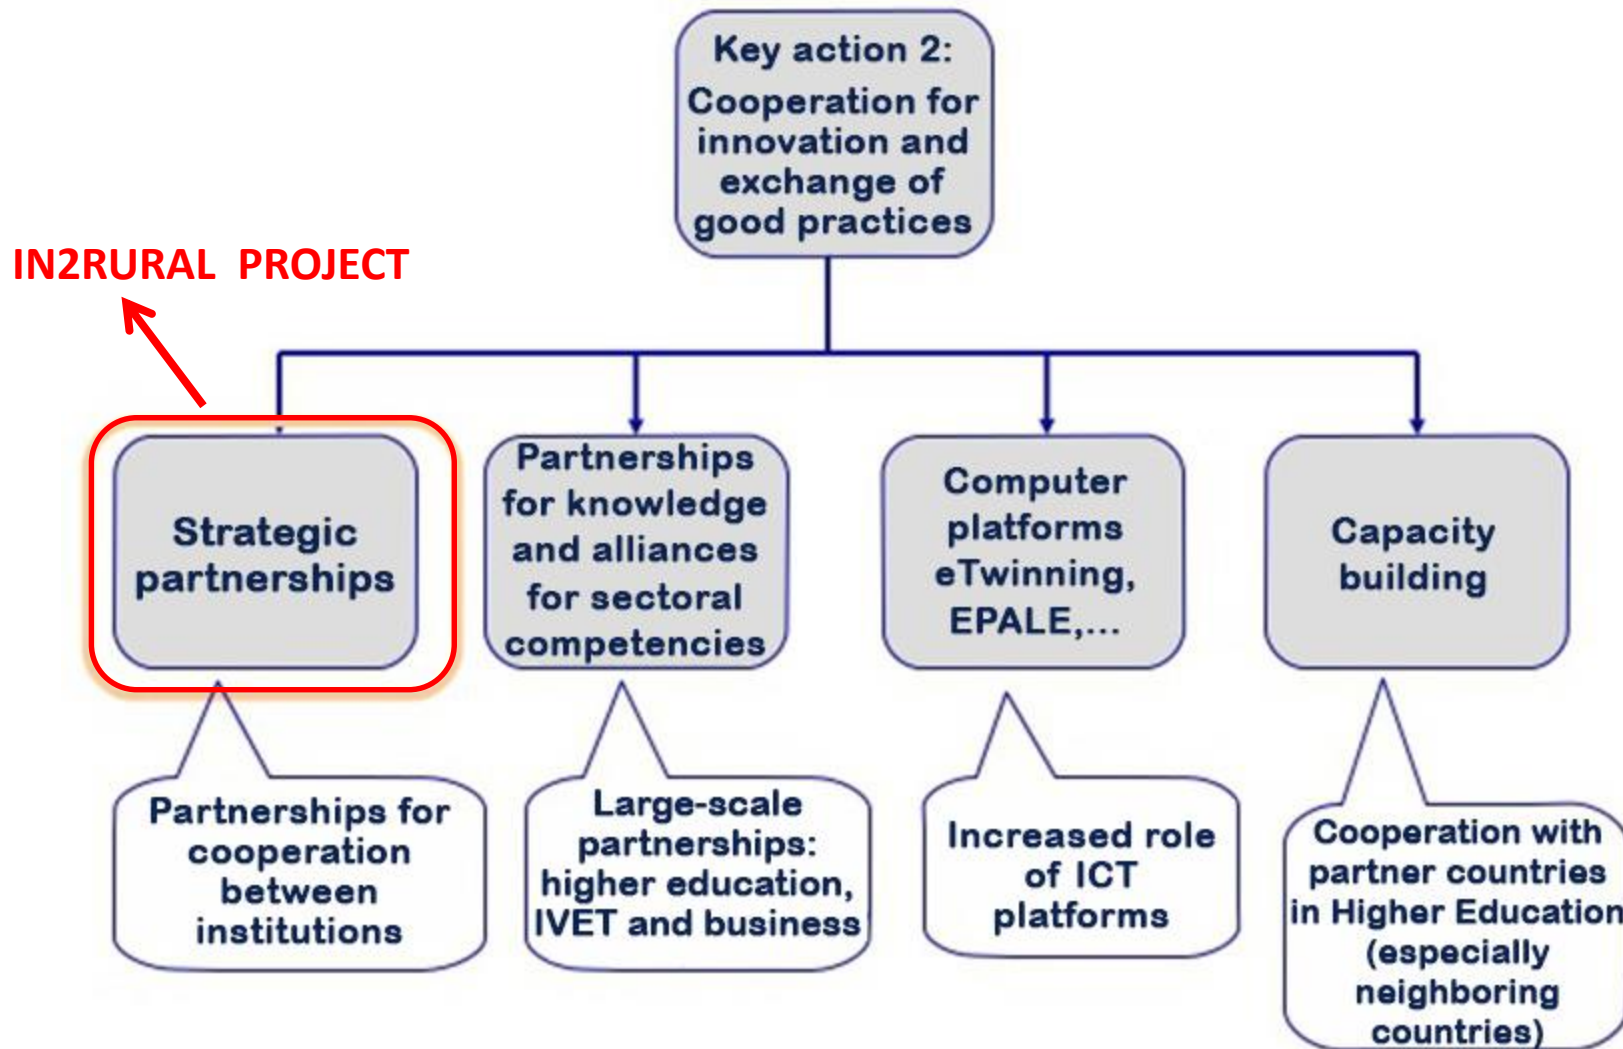 Key action 2:
Cooperation for
innovation and
exchange of
good practices
IN2RURAL PROJECT
Strategic
partnerships
Partnerships
for knowledge
and alliances
for sectoral
competencies
Computer
platforms
eTwinning,
EPALE,...
Capacity
building
Partnerships for
cooperation
between
institutions
Large-scale
partnerships:
higher education,
IVET and business
Increased role
of ICT
platforms
Cooperation with
partner countries
in Higher Education
(especially
neighboring
countries)